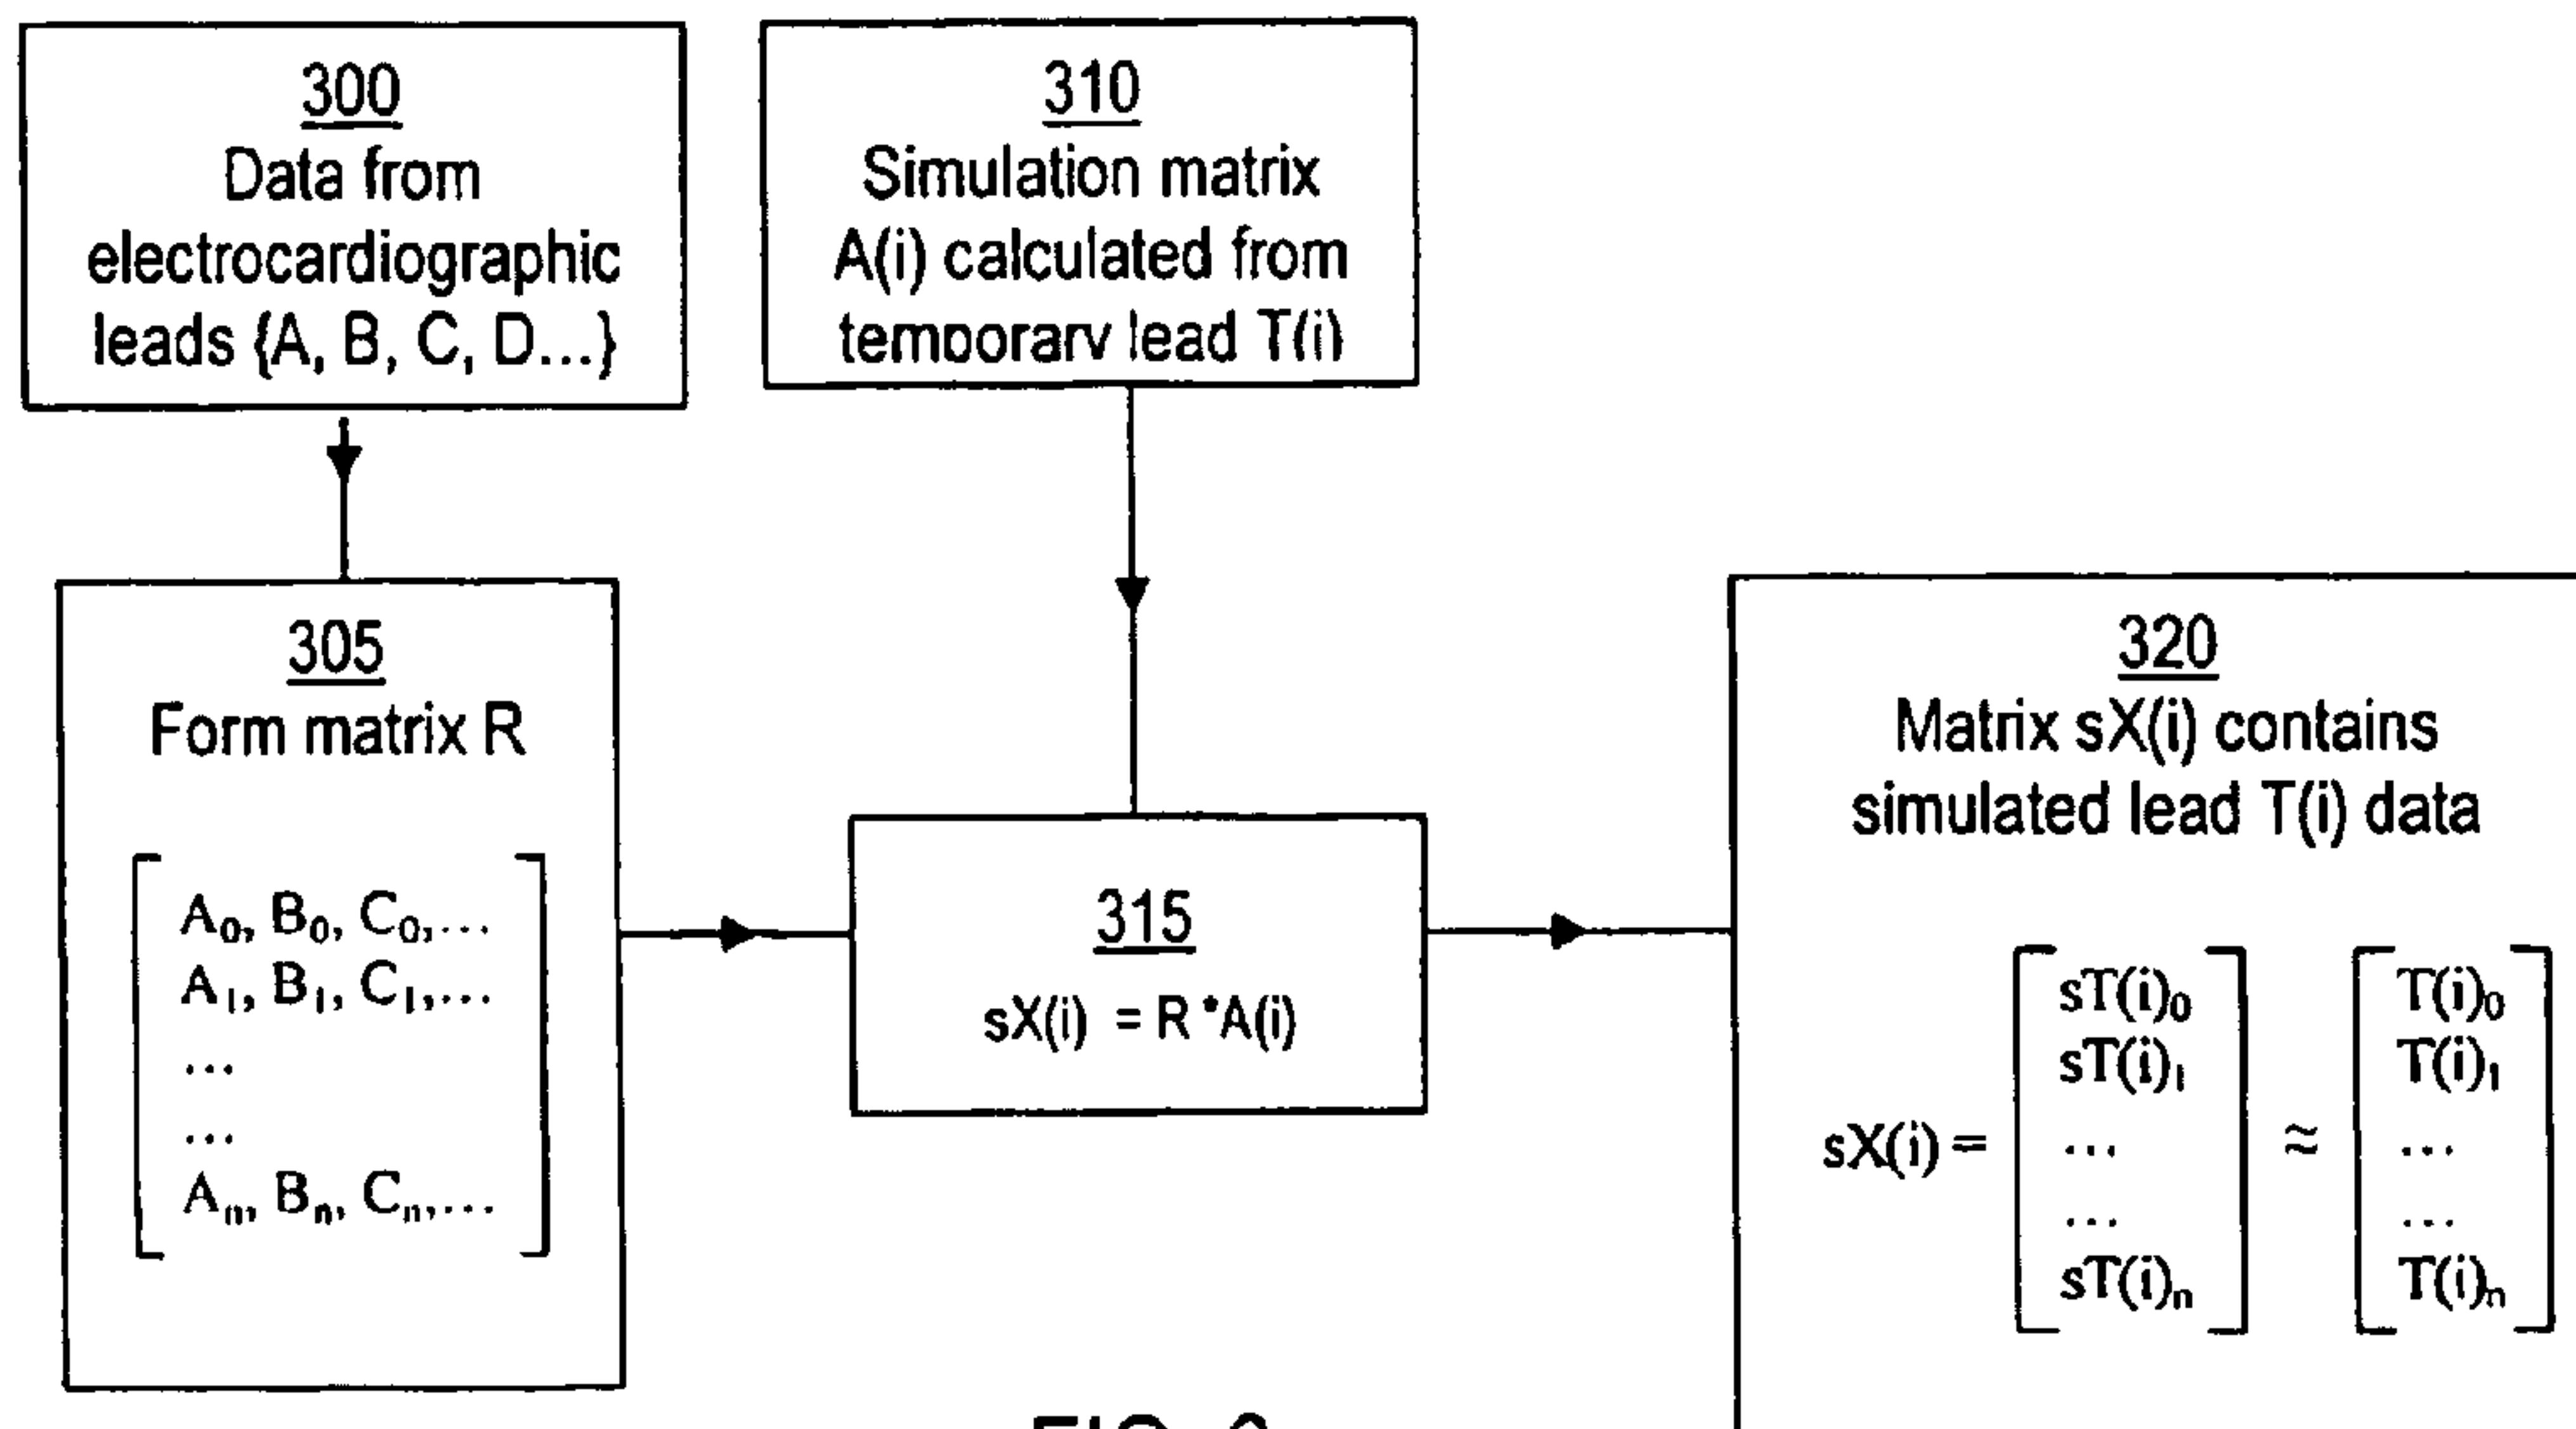 300
Data from
electrocardiographic
leads {A, B, C, D...}
310
Simulation matrix
A(i) calculated from
temporary lead T(i)
305
Form matrix R
A₀, B₀, C₀,...
A₁, B₁, C₁,...
...
...
Aₙ, Bₙ, Cₙ,...
315
sX(i) = R *A(i)
320
Matrix sX(i) contains
simulated lead T(i) data
sX(i) =
sT(i)₀
sT(i)₁
...
...
sT(i)ₙ
≈
T(i)₀
T(i)₁
...
...
T(i)ₙ
FIG.